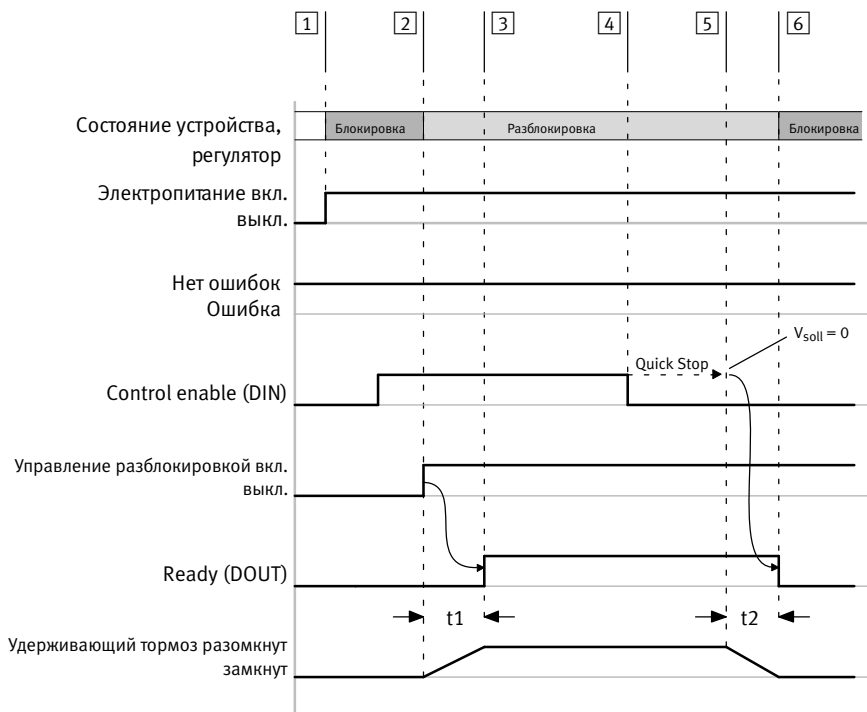 1 2 3 4 5 6
Состояние устройства,
регулятор
Блокировка Разблокировка Блокировка
Электропитание вкл.
выкл.
Нет ошибок
Ошибка
Vsoll = 0
Quick Stop
Control enable (DIN)
Управление разблокировкой вкл.
выкл.
Ready (DOUT)
t1 t2
Удерживающий тормоз разомкнут
замкнут